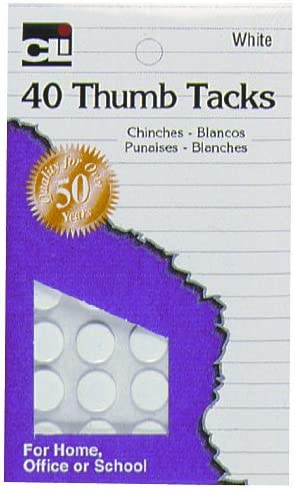 CLi
White
40 Thumb Tacks
Chinches - Blancos
Punaises - Blanches
Quality for Over
50
Years
For Home,
Office or School